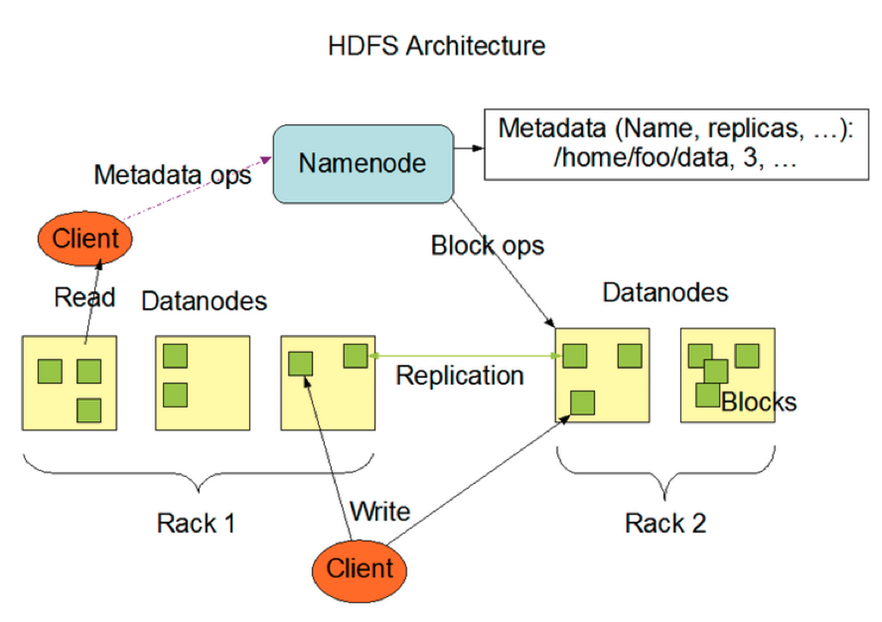 HDFS Architecture
Metadata (Name, replicas, ...):
/home/foo/data, 3, ...
Namenode
Metadata ops
Client
Block ops
Read
Datanodes
Datanodes
Replication
Blocks
Rack 1
Write
Rack 2
Client